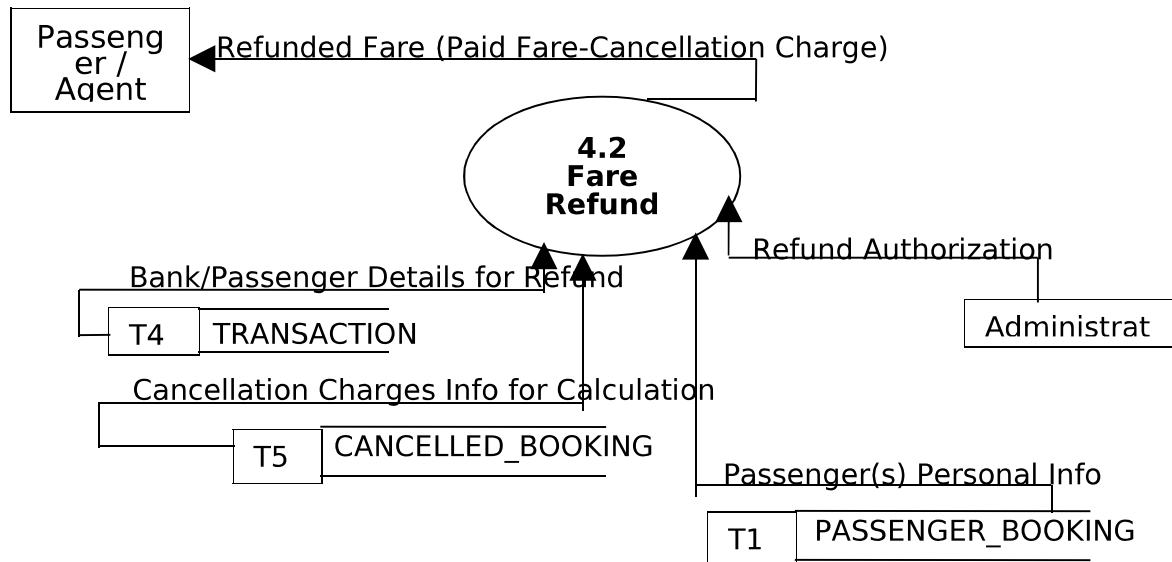 Passeng
er /
Agent
Refunded Fare (Paid Fare-Cancellation Charge)
4.2
Fare
Refund
Refund Authorization
Administrat
Bank/Passenger Details for Refund
T4 TRANSACTION
Cancellation Charges Info for Calculation
T5 CANCELLED_BOOKING
Passenger(s) Personal Info
T1 PASSENGER_BOOKING